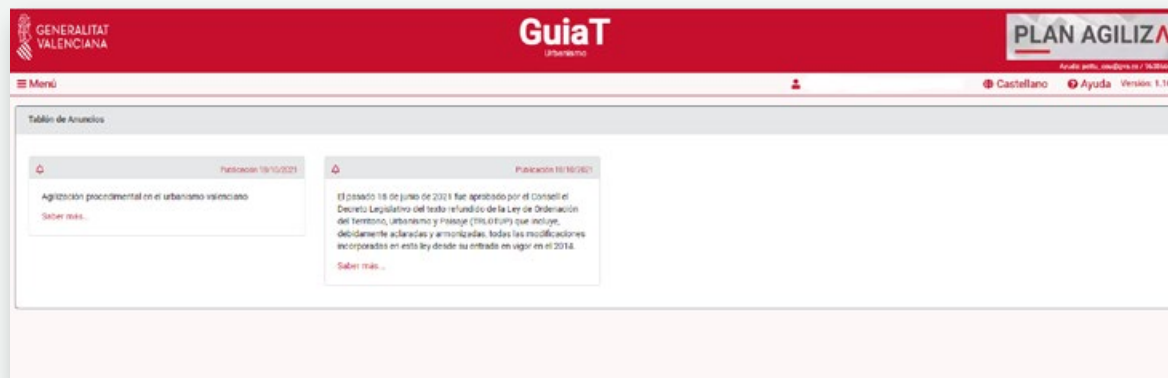 GENERALITAT
VALENCIANA
GuiaT
Urbanismo
PLAN AGILIZA
Menú
Castellano
Ayuda
Versión: 1.1
Tablón de Anuncios
Publicación 19/10/2021
Agilización procedimental en el urbanismo valenciano
Saber más...
Publicación 19/10/2021
El pasado 18 de junio de 2021 fue aprobado por el Consell el
Decreto Legislativo del texto refundido de la Ley de Ordenación
del Territorio, Urbanismo y Paisaje (TRLOTUP) que incluye,
debidamente aclaradas y armonizadas, todas las modificaciones
incorporadas en esta ley desde su entrada en vigor en el 2014.
Saber más...